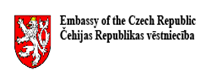 Embassy of the Czech Republic
Čehijas Republikas vēstniecība